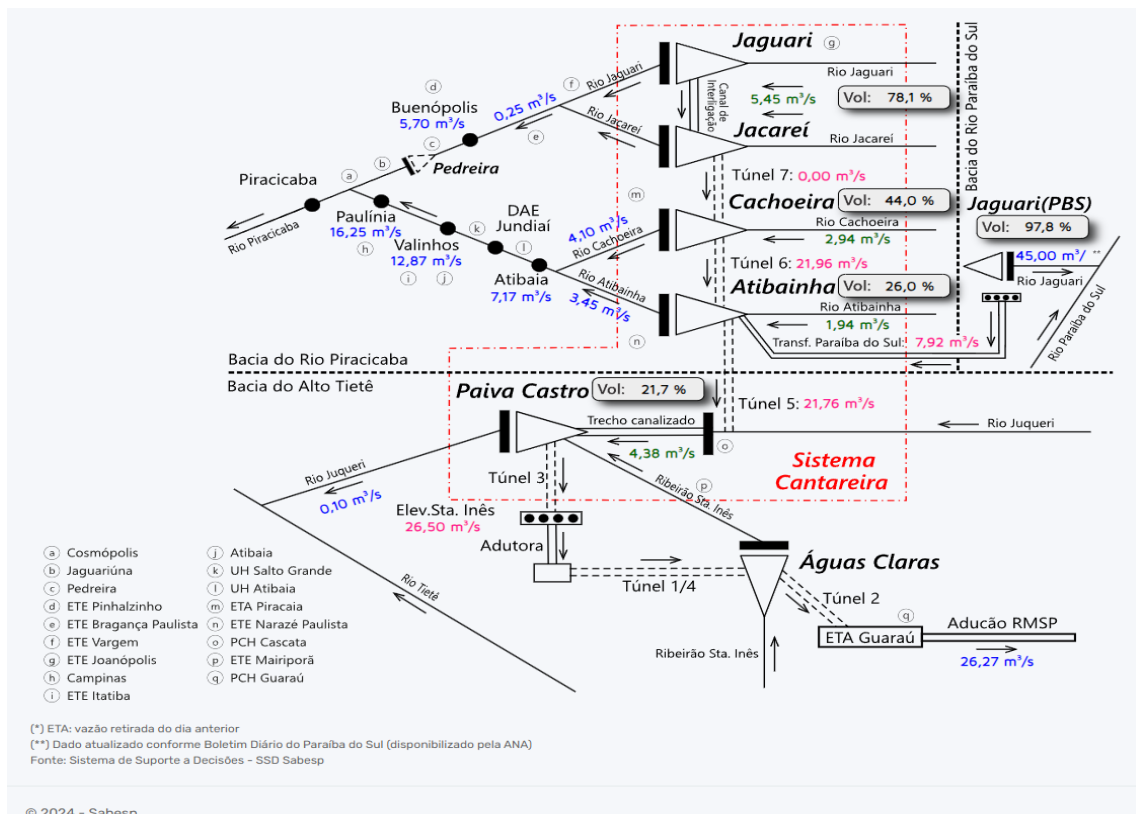 Jaguari
g
Rio Jaguari
Bacia do Rio Paraíba do Sul
Rio Jaguari
f
d
Buenópolis
5,70 m³/s
0,25 m³/s
e
Canal de
Interligação
5,45 m³/s
Vol: 78,1 %
Jacareí
Rio Jacareí
Rio Jacareí
c
b
Pedreira
a
Piracicaba
Rio Piracicaba
Paulínia
16,25 m³/s
h
Valinhos
12,87 m³/s
i
j
k
DAE
Jundiaí
l
Atibaia
7,17 m³/s
Túnel 7: 0,00 m³/s
m
Cachoeira
Vol: 44,0 %
Rio Cachoeira
2,94 m³/s
4,10 m³/s
Rio Cachoeira
Túnel 6: 21,96 m³/s
Atibainha
Vol: 26,0 %
Rio Atibainha
1,94 m³/s
Rio Atibainha
3,45 m³/s
n
Transf. Paraíba do Sul: 7,92 m³/s
Jaguari(PBS)
Vol: 97,8 %
45,00 m³/ **
Rio Jaguari
Rio Paraíba do Sul
Bacia do Rio Piracicaba
Bacia do Alto Tietê
Paiva Castro
Vol: 21,7 %
Túnel 5: 21,76 m³/s
Trecho canalizado
4,38 m³/s
o
Rio Juqueri
Sistema
Cantareira
Rio Juqueri
0,10 m³/s
Túnel 3
p
Ribeirão Sta. Inês
Elev.Sta. Inês
26,50 m³/s
Adutora
Túnel 1/4
Águas Claras
Túnel 2
q
ETA Guaraú
Adução RMSP
26,27 m³/s
Ribeirão Sta. Inês
Rio Tietê
a Cosmópolis
b Jaguariúna
c Pedreira
d ETE Pinhalzinho
e ETE Bragança Paulista
f ETE Vargem
g ETE Joanópolis
h Campinas
i ETE Itatiba
j Atibaia
k UH Salto Grande
l UH Atibaia
m ETA Piracaia
n ETE Narazé Paulista
o PCH Cascata
p ETE Mairiporã
q PCH Guaraú
(*) ETA: vazão retirada do dia anterior
(**) Dado atualizado conforme Boletim Diário do Paraíba do Sul (disponibilizado pela ANA)
Fonte: Sistema de Suporte a Decisões - SSD Sabesp
© 2024 - Sabesp